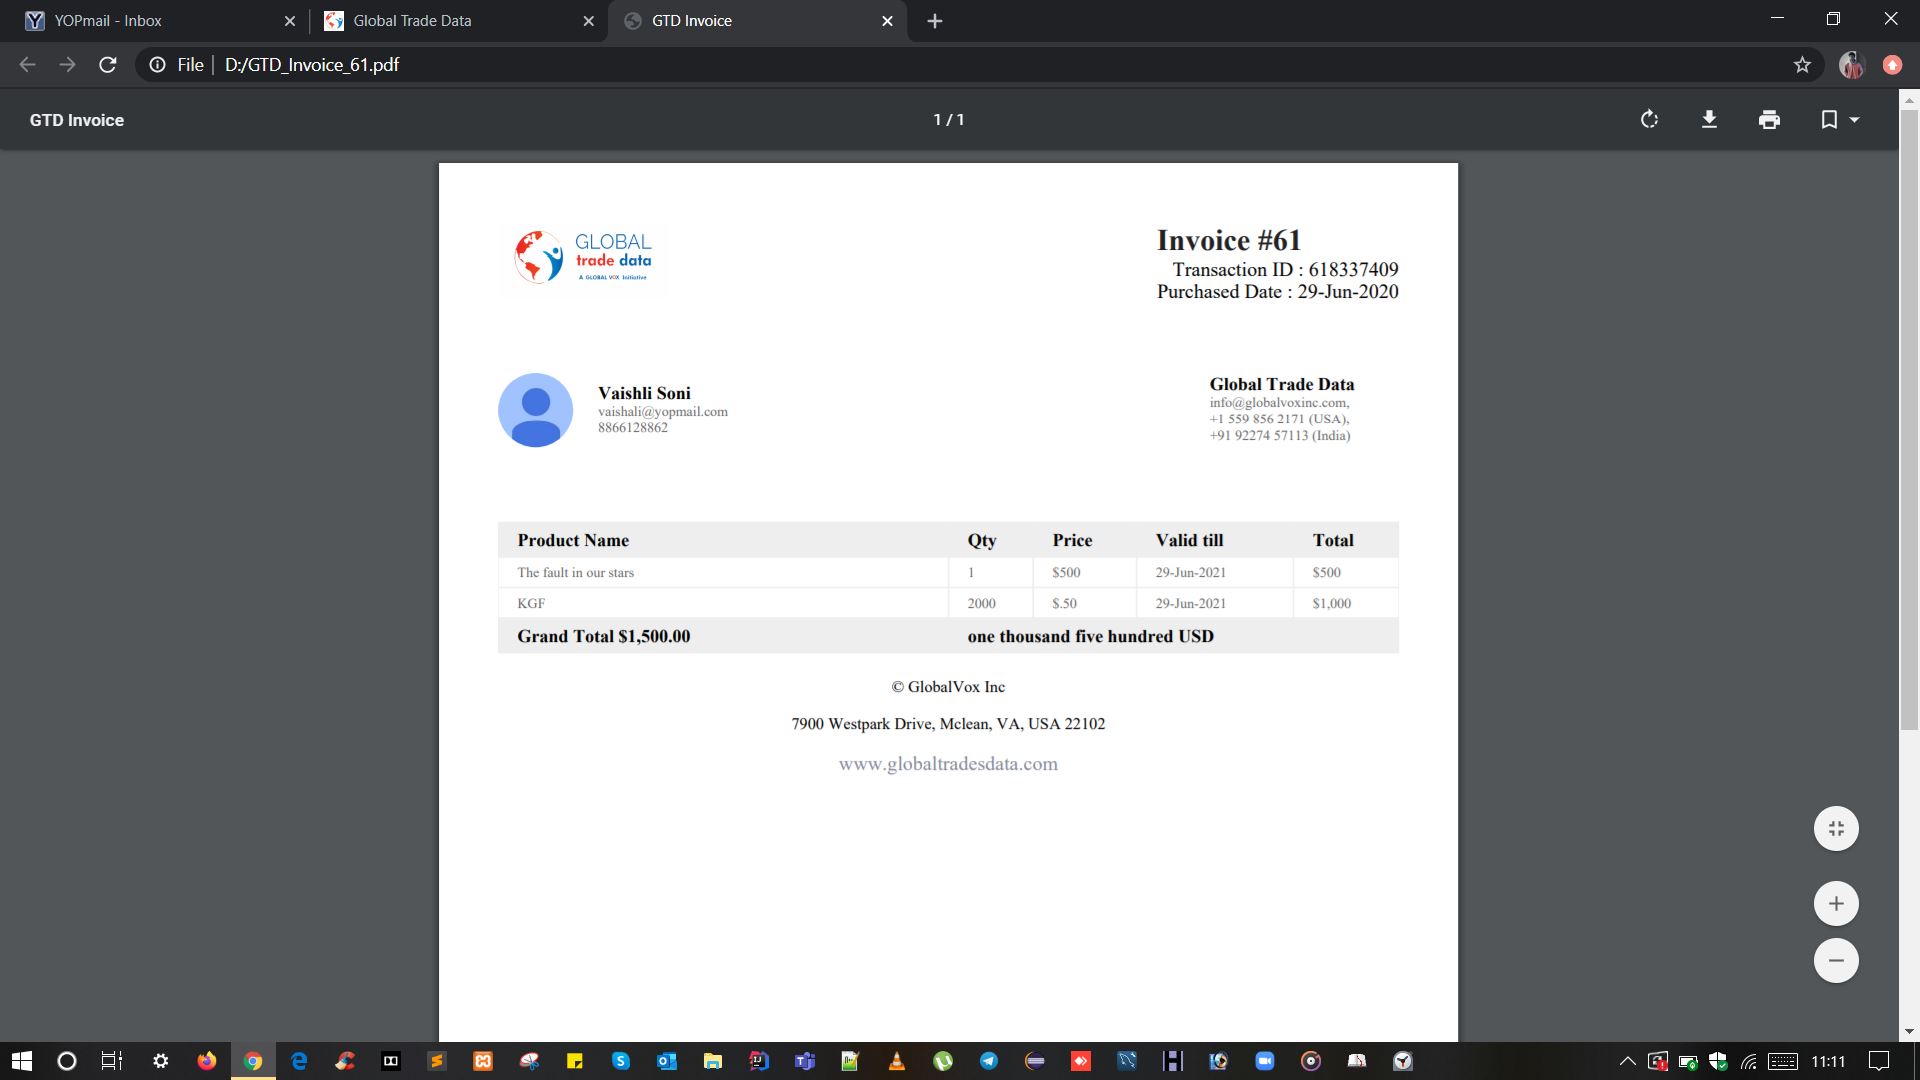 YOPmail - Inbox
Global Trade Data
GTD Invoice
File
D:/GTD_Invoice_61.pdf
GTD Invoice
1 / 1
GLOBAL
trade data
A GLOBAL VOX Initiative
Invoice #61
Transaction ID : 618337409
Purchased Date : 29-Jun-2020
Vaishli Soni
vaishali@yopmail.com
8866128862
Global Trade Data
info@globalvoxinc.com,
+1 559 856 2171 (USA),
+91 92274 57113 (India)
Product Name Qty Price Valid till Total
The fault in our stars 1 $500 29-Jun-2021 $500
KGF 2000 $.50 29-Jun-2021 $1,000
Grand Total $1,500.00 one thousand five hundred USD
© GlobalVox Inc
7900 Westpark Drive, Mclean, VA, USA 22102
www.globaltradesdata.com
11:11